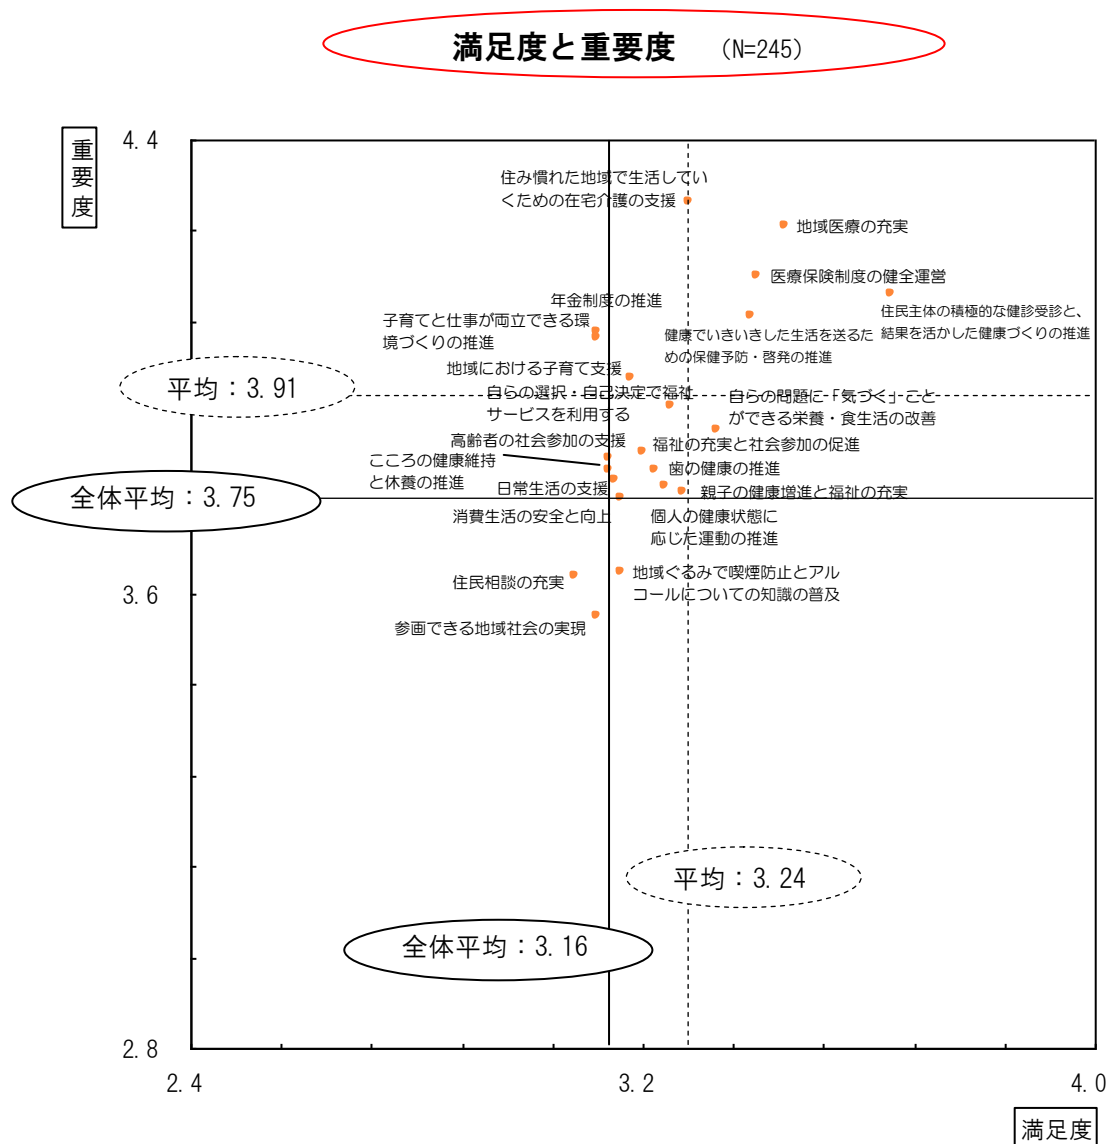 満足度と重要度 (N=245)
重要度
4.4
住み慣れた地域で生活してい
くための在宅介護の支援
地域医療の充実
医療保険制度の健全運営
年金制度の推進
住民主体の積極的な健診受診と、
結果を活かした健康づくりの推進
子育てと仕事が両立できる環
境づくりの推進
健康でいきいきした生活を送るた
めの保健予防・啓発の推進
地域における子育て支援
平均：3.91
自らの選択・自己決定で福祉
サービスを利用する
自らの問題に「気づく」こと
ができる栄養・食生活の改善
高齢者の社会参加の支援
福祉の充実と社会参加の促進
こころの健康維持
と休養の推進
歯の健康の推進
日常生活の支援
親子の健康増進と福祉の充実
全体平均：3.75
消費生活の安全と向上
個人の健康状態に
応じた運動の推進
3.6
住民相談の充実
地域ぐるみで喫煙防止とアル
コールについての知識の普及
参画できる地域社会の実現
平均：3.24
全体平均：3.16
2.8
2.4
3.2
4.0
満足度